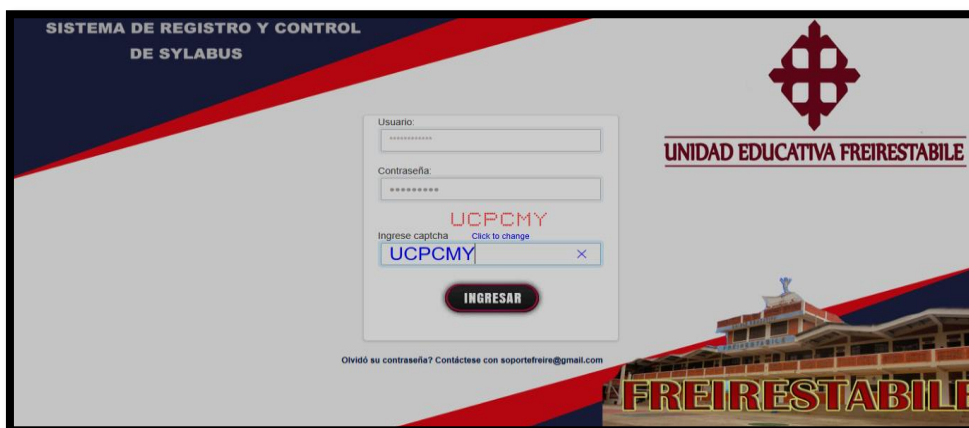 SISTEMA DE REGISTRO Y CONTROL
DE SYLABUS
UNIDAD EDUCATIVA FREIRESTABILE
Usuario:
************
Contraseña:
•••••••••
UCPCMY
Ingrese captcha
Click to change
UCPCMY
INGRESAR
Olvidó su contraseña? Contáctese con soportefreire@gmail.com
FREIRESTABILE
FREIRESTABILE